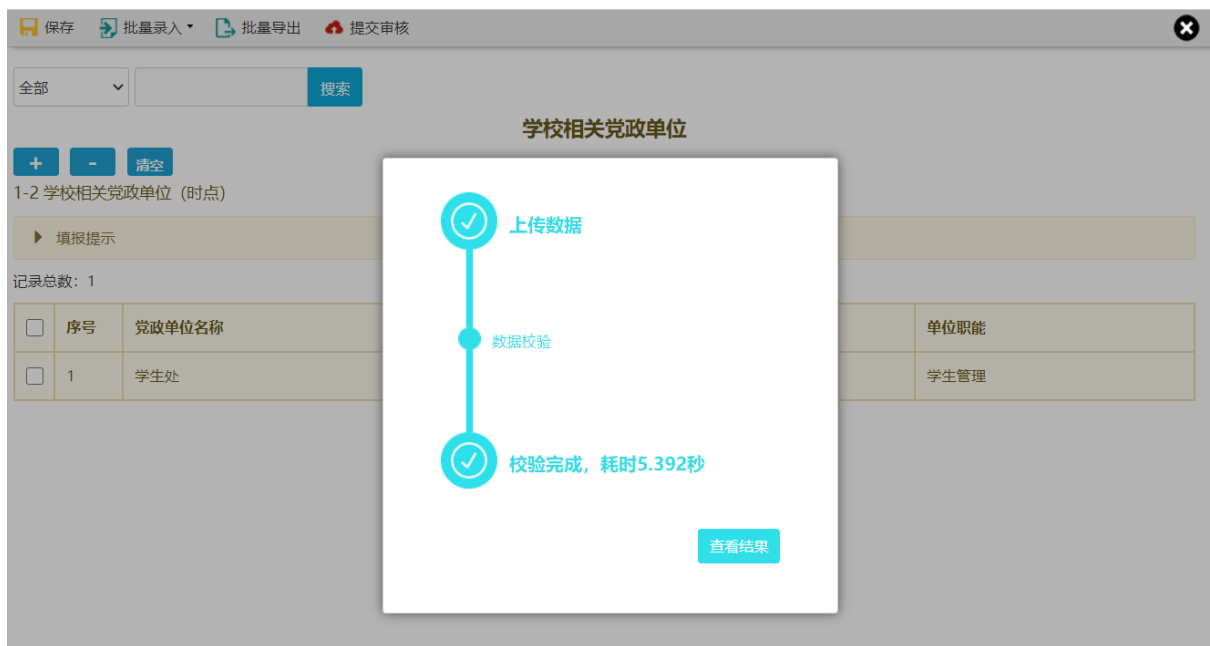 保存 批量录入 批量导出 提交审核
全部 搜索
学校相关党政单位
+ - 清空
1-2 学校相关党政单位（时点）
填报提示
记录总数：1
序号 党政单位名称 单位职能
1 学生处 学生管理
上传数据
数据校验
校验完成，耗时5.392秒
查看结果